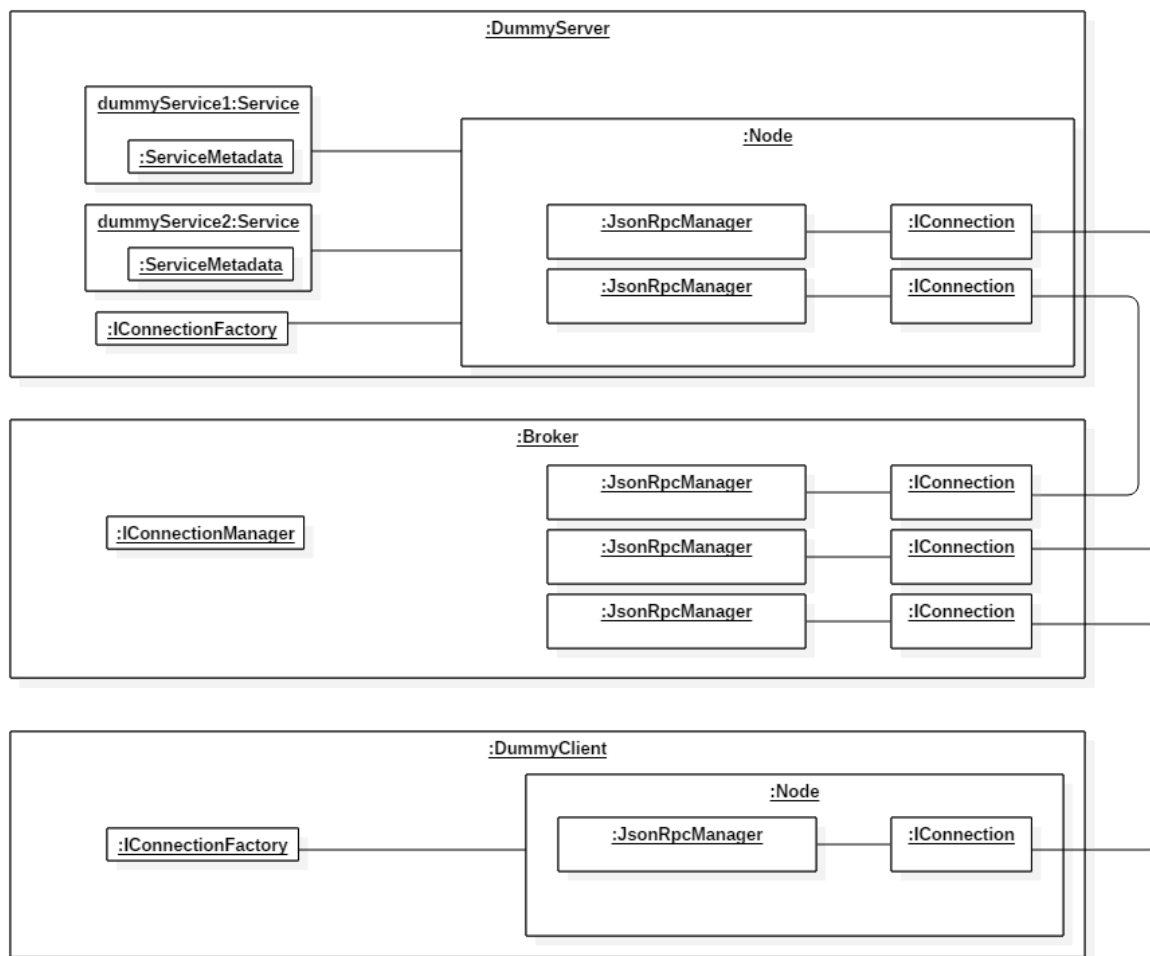 :DummyServer
dummyService1:Service
:ServiceMetadata
:Node
dummyService2:Service
:ServiceMetadata
:JsonRpcManager
:IConnection
:JsonRpcManager
:IConnection
:IConnectionFactory
:Broker
:JsonRpcManager
:IConnection
:IConnectionManager
:JsonRpcManager
:IConnection
:JsonRpcManager
:IConnection
:DummyClient
:Node
:IConnectionFactory
:JsonRpcManager
:IConnection